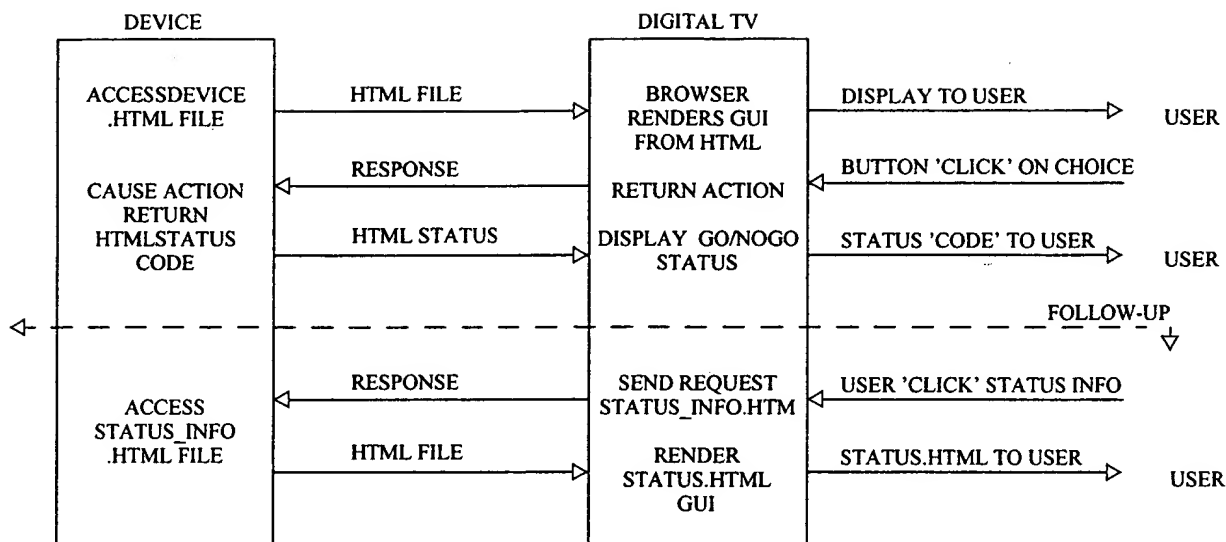 DEVICE
DIGITAL TV
ACCESSDEVICE
.HTML FILE
HTML FILE
BROWSER
RENDERS GUI
FROM HTML
DISPLAY TO USER
USER
RESPONSE
RETURN ACTION
BUTTON 'CLICK' ON CHOICE
CAUSE ACTION
RETURN
HTMLSTATUS
CODE
HTML STATUS
DISPLAY GO/NOGO
STATUS
STATUS 'CODE' TO USER
USER
FOLLOW-UP
RESPONSE
SEND REQUEST
STATUS_INFO.HTM
USER 'CLICK' STATUS INFO
ACCESS
STATUS_INFO
.HTML FILE
HTML FILE
RENDER
STATUS.HTML
GUI
STATUS.HTML TO USER
USER